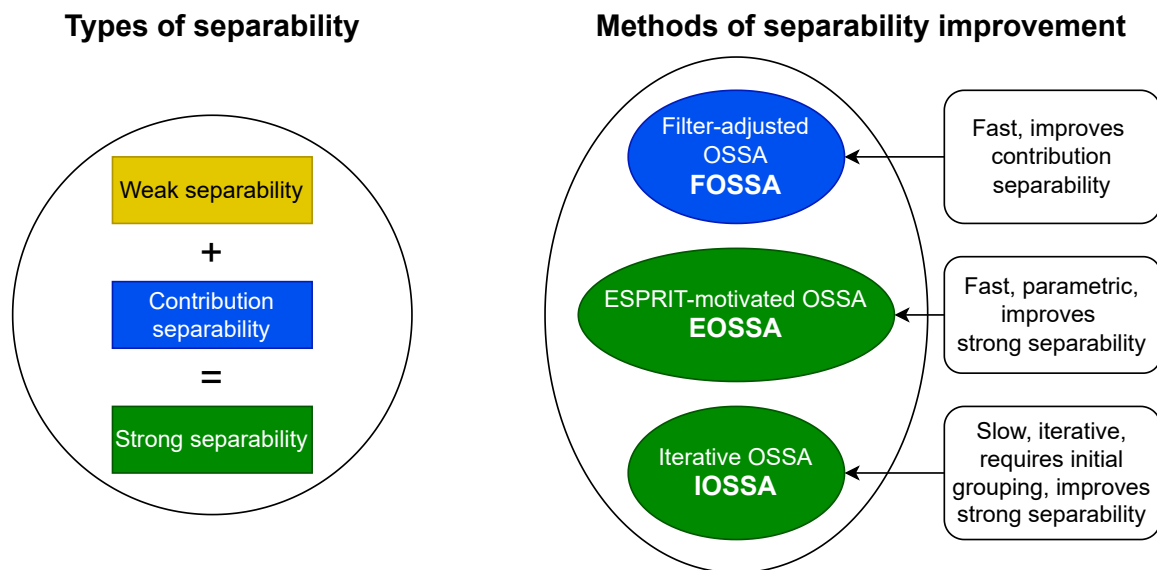 Types of separability
Weak separability
+
Contribution
separability
=
Strong separability
Methods of separability improvement
Filter-adjusted
OSSA
FOSSA
Fast, improves
contribution
separability
ESPRIT-motivated OSSA
EOSSA
Fast, parametric,
improves
strong separability
Iterative OSSA
IOSSA
Slow, iterative,
requires initial
grouping, improves
strong separability